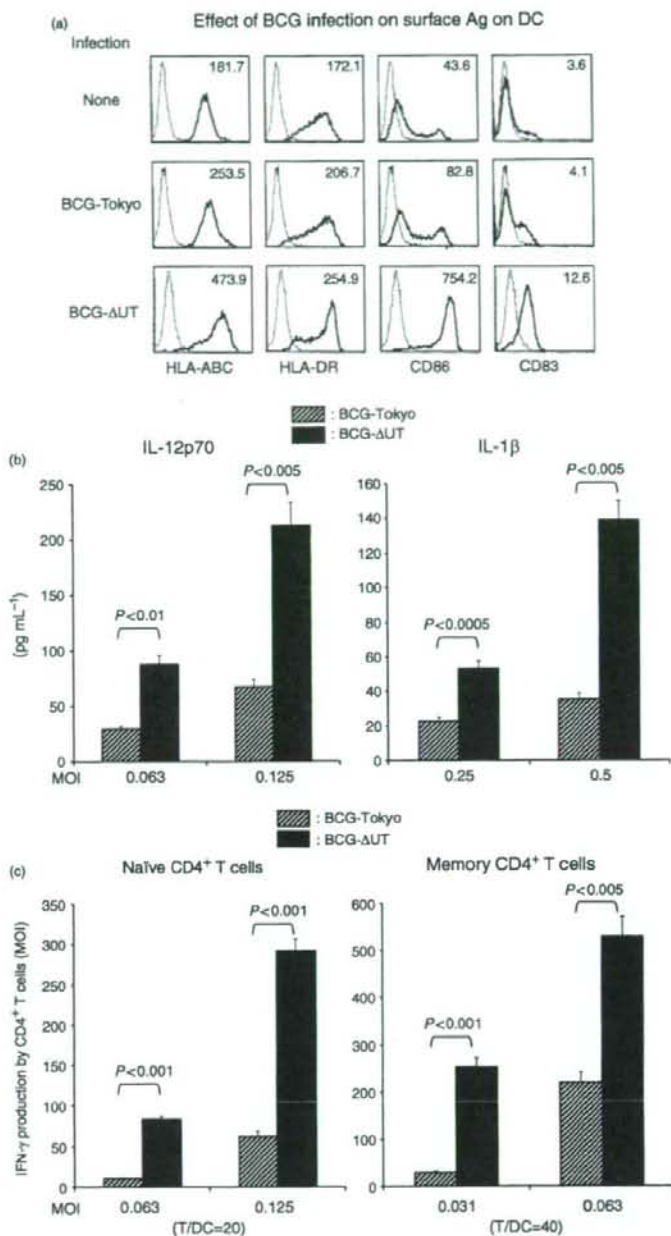 (a)
Effect of BCG infection on surface Ag on DC
Infection
None
181.7
172.1
43.6
3.6
BCG-Tokyo
253.5
206.7
82.8
4.1
BCG-ΔUT
473.9
254.9
754.2
12.6
HLA-ABC
HLA-DR
CD86
CD83
: BCG-Tokyo
: BCG-ΔUT
(b)
IL-12p70
IL-1β
(pg mL⁻¹)
250
200
150
100
50
0
P<0.01
P<0.005
MOI
0.063
0.125
160
140
120
100
80
60
40
20
0
P<0.0005
P<0.005
0.25
0.5
: BCG-Tokyo
: BCG-ΔUT
(c)
Naïve CD4⁺ T cells
Memory CD4⁺ T cells
IFN-γ production by CD4⁺ T cells (MOI)
350
300
250
200
150
100
50
0
P<0.001
P<0.001
MOI
0.063
0.125
(T/DC=20)
600
500
400
300
200
100
0
P<0.001
P<0.005
0.031
0.063
(T/DC=40)